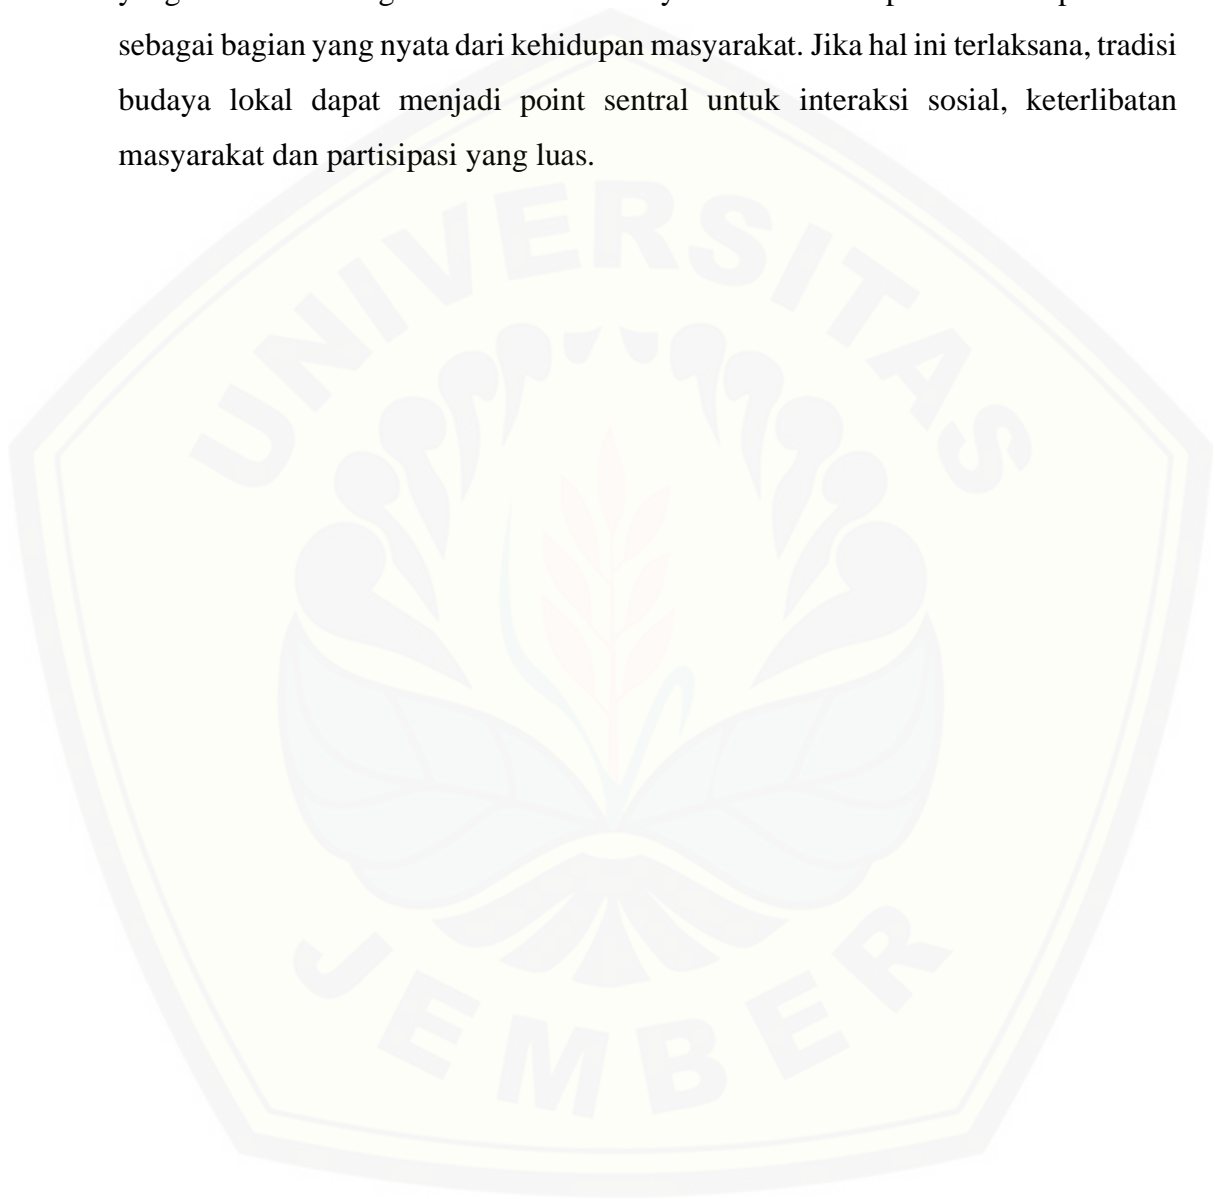 sebagai bagian yang nyata dari kehidupan masyarakat. Jika hal ini terlaksana, tradisi
budaya lokal dapat menjadi point sentral untuk interaksi sosial, keterlibatan
masyarakat dan partisipasi yang luas.
UNIVERSITAS
JEMBER